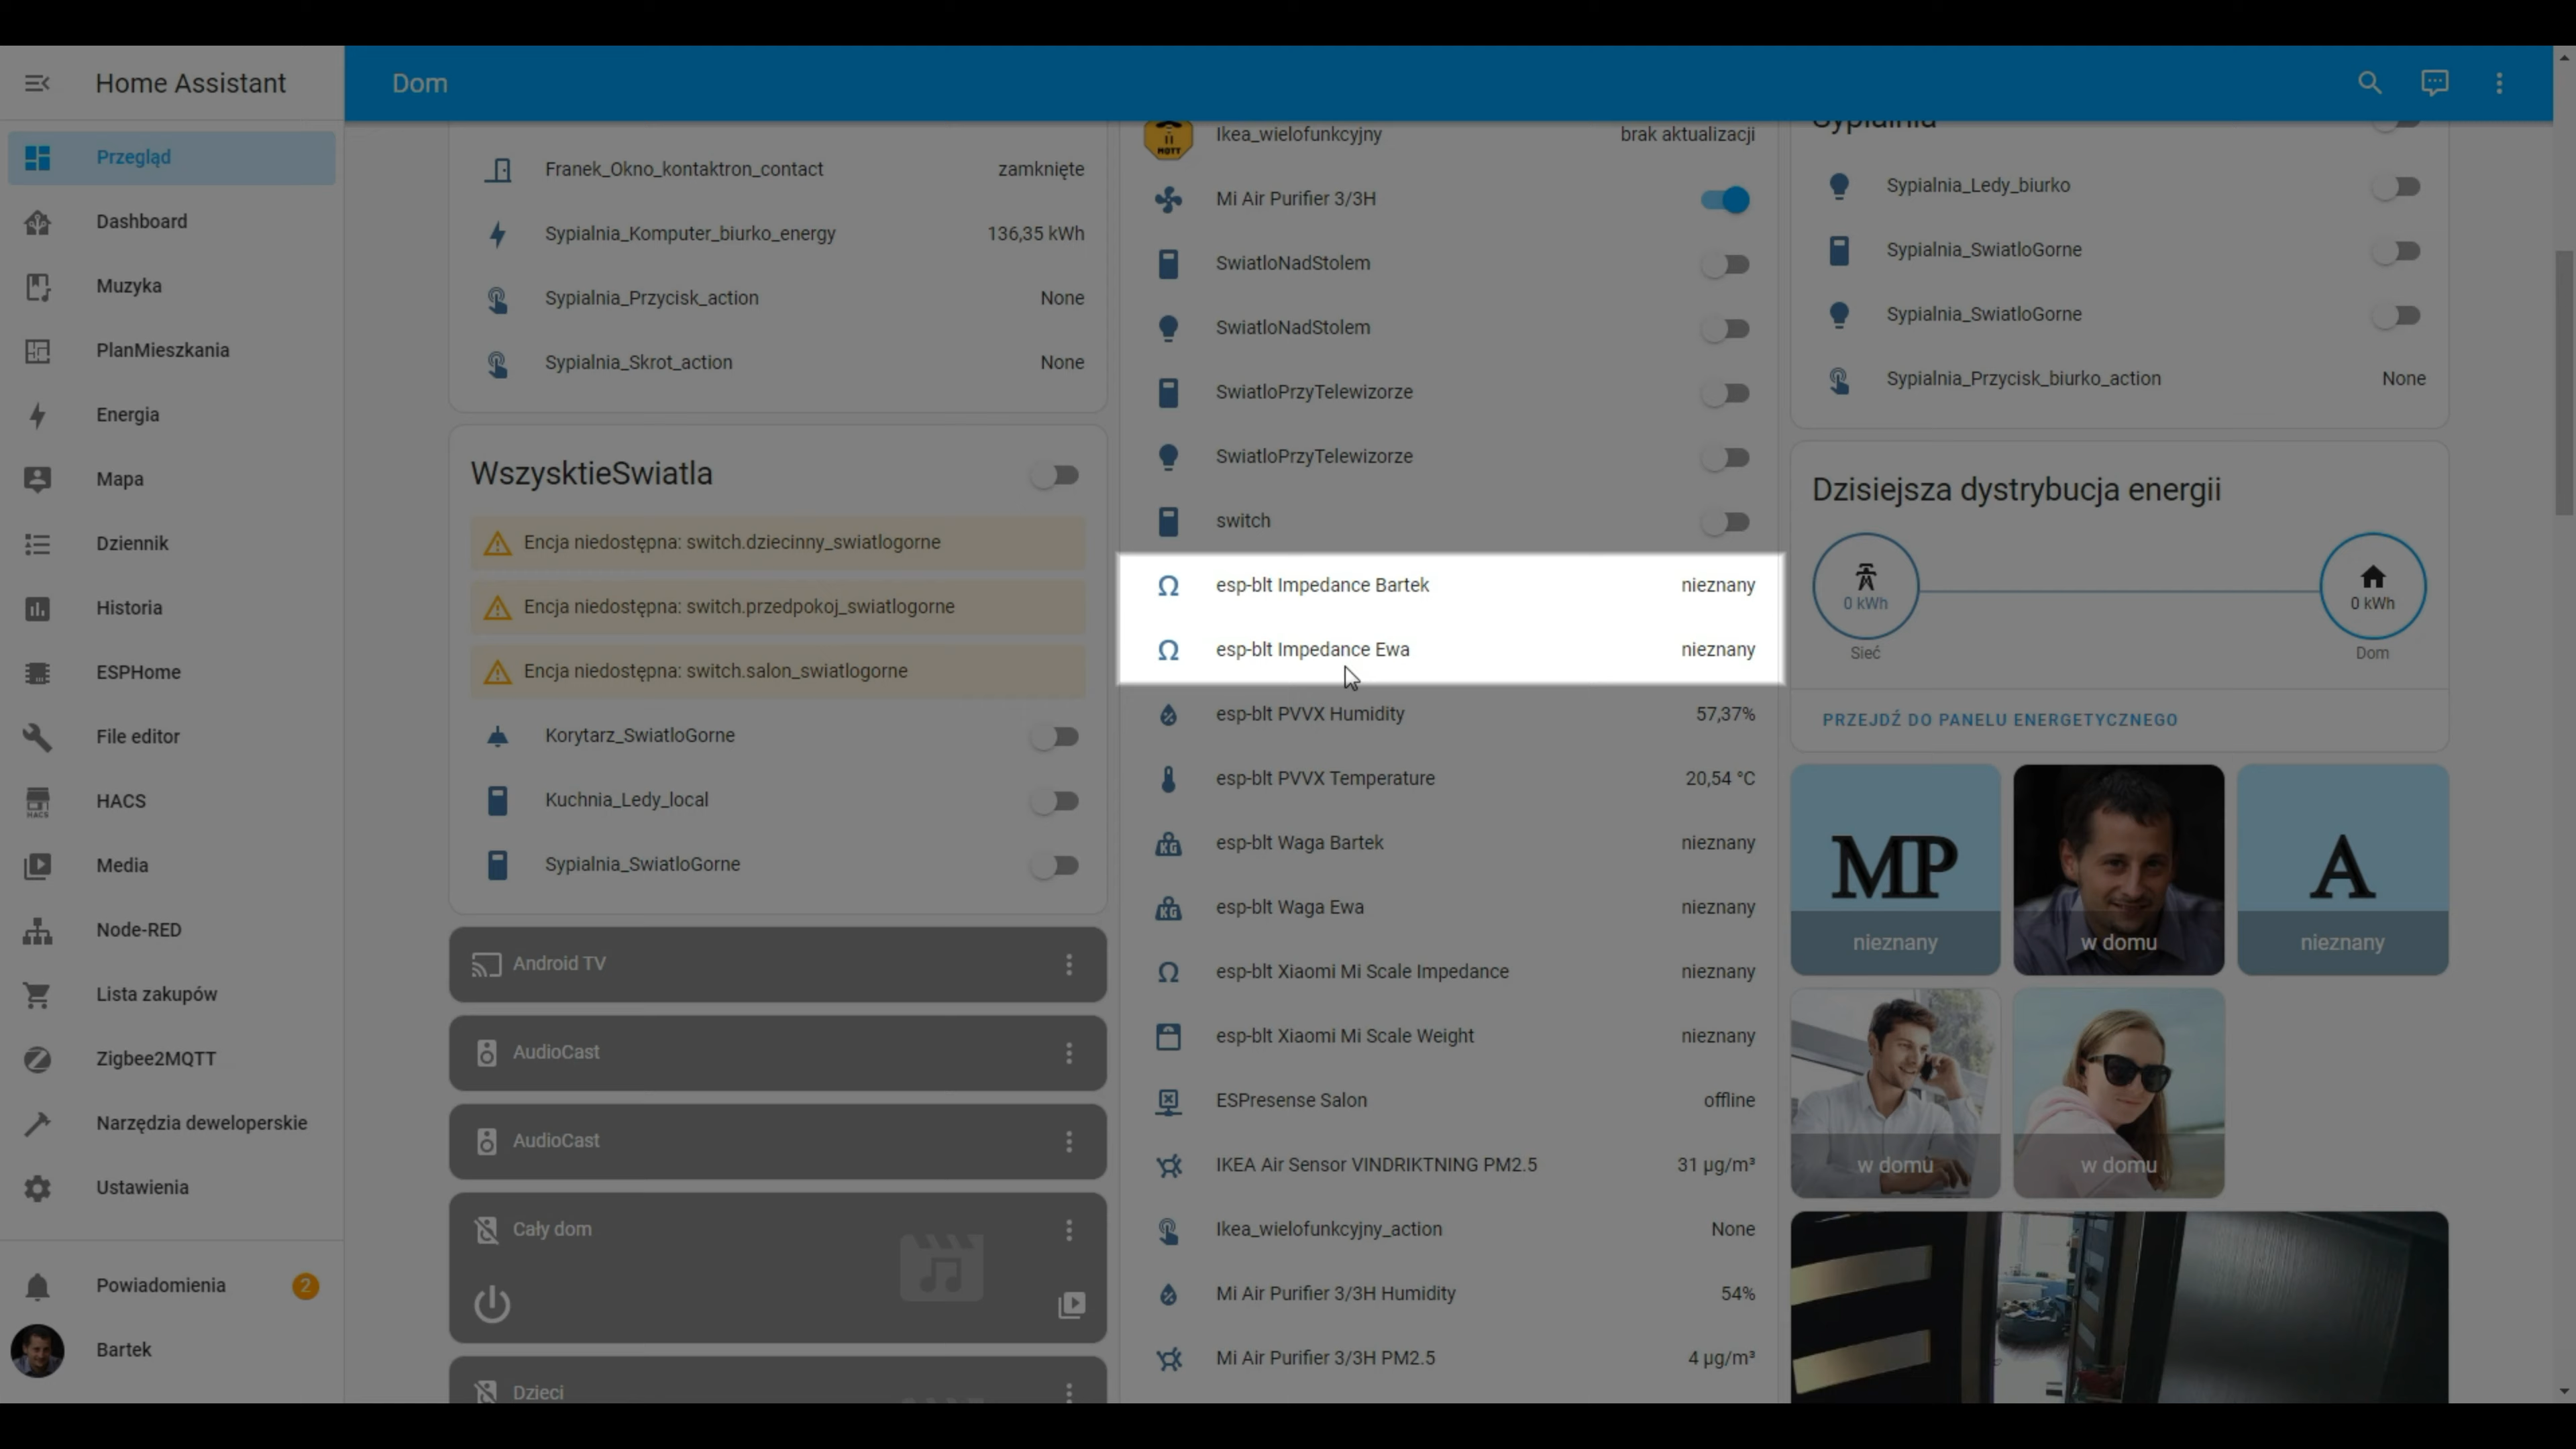 Home Assistant
Przegląd
Dashboard
Muzyka
PlanMieszkania
Energia
Mapa
Dziennik
Historia
ESPHome
File editor
HACS
HACS
Media
Node-RED
Lista zakupów
Zigbee2MQTT
Narzędzia deweloperskie
Ustawienia
Powiadomienia 2
Bartek
Dom
Franek_Okno_kontaktron_contact zamknięte
Sypialnia_Komputer_biurko_energy 136,35 kWh
Sypialnia_Przycisk_action None
Sypialnia_Skrot_action None
WszysktieSwiatla
Encja niedostępna: switch.dziecinny_swiatlogorne
Encja niedostępna: switch.przedpokoj_swiatlogorne
Encja niedostępna: switch.salon_swiatlogorne
Korytarz_SwiatloGorne
Kuchnia_Ledy_local
Sypialnia_SwiatloGorne
Android TV
AudioCast
AudioCast
Cały dom
Dzieci
MQTT
Ikea_wielofunkcyjny brak aktualizacji
Mi Air Purifier 3/3H
SwiatloNadStolem
SwiatloNadStolem
SwiatloPrzyTelewizorze
SwiatloPrzyTelewizorze
switch
Ω esp-blt Impedance Bartek nieznany
Ω esp-blt Impedance Ewa nieznany
esp-blt PVVX Humidity 57,37%
esp-blt PVVX Temperature 20,54 °C
KG esp-blt Waga Bartek nieznany
KG esp-blt Waga Ewa nieznany
Ω esp-blt Xiaomi Mi Scale Impedance nieznany
esp-blt Xiaomi Mi Scale Weight nieznany
ESPresense Salon offline
IKEA Air Sensor VINDRIKTNING PM2.5 31 µg/m³
Ikea_wielofunkcyjny_action None
Mi Air Purifier 3/3H Humidity 54%
Mi Air Purifier 3/3H PM2.5 4 µg/m³
Sypialnia
Sypialnia_Ledy_biurko
Sypialnia_SwiatloGorne
Sypialnia_SwiatloGorne
Sypialnia_Przycisk_biurko_action None
Dzisiejsza dystrybucja energii
0 kWh 0 kWh
Sieć Dom
PRZEJDŹ DO PANELU ENERGETYCZNEGO
MP A
nieznany w domu nieznany
w domu w domu